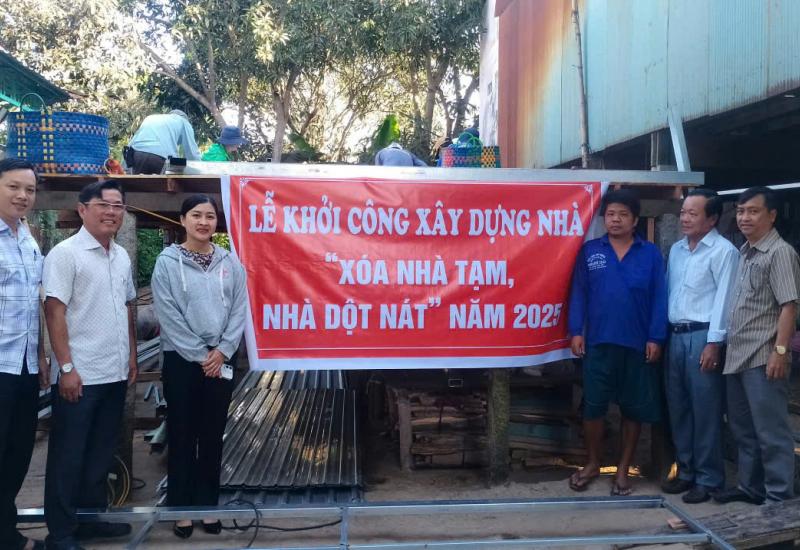 LỄ KHỞI CÔNG XÂY DỰNG NHÀ
“XÓA NHÀ TẠM,
NHÀ DỘT NÁT” NĂM 2025